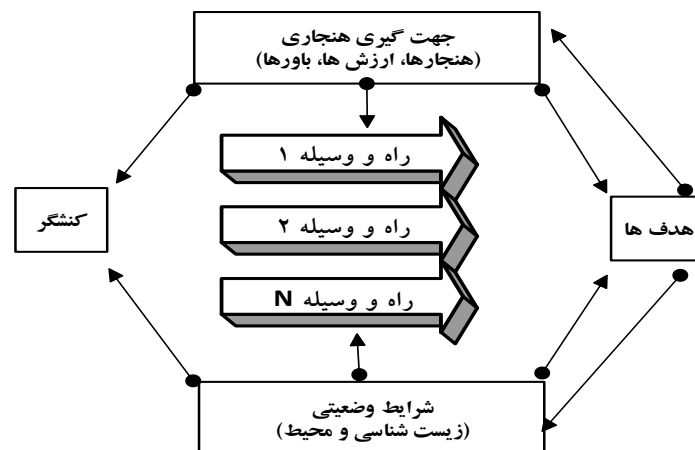 جهت گیری هنجاری
(هنجارها، ارزش ها، باورها)
راه و وسیله ۱
کنشگر
راه و وسیله ۲
هدف ها
راه و وسیله N
شرایط وضعیتی
(زیست شناسی و محیط)